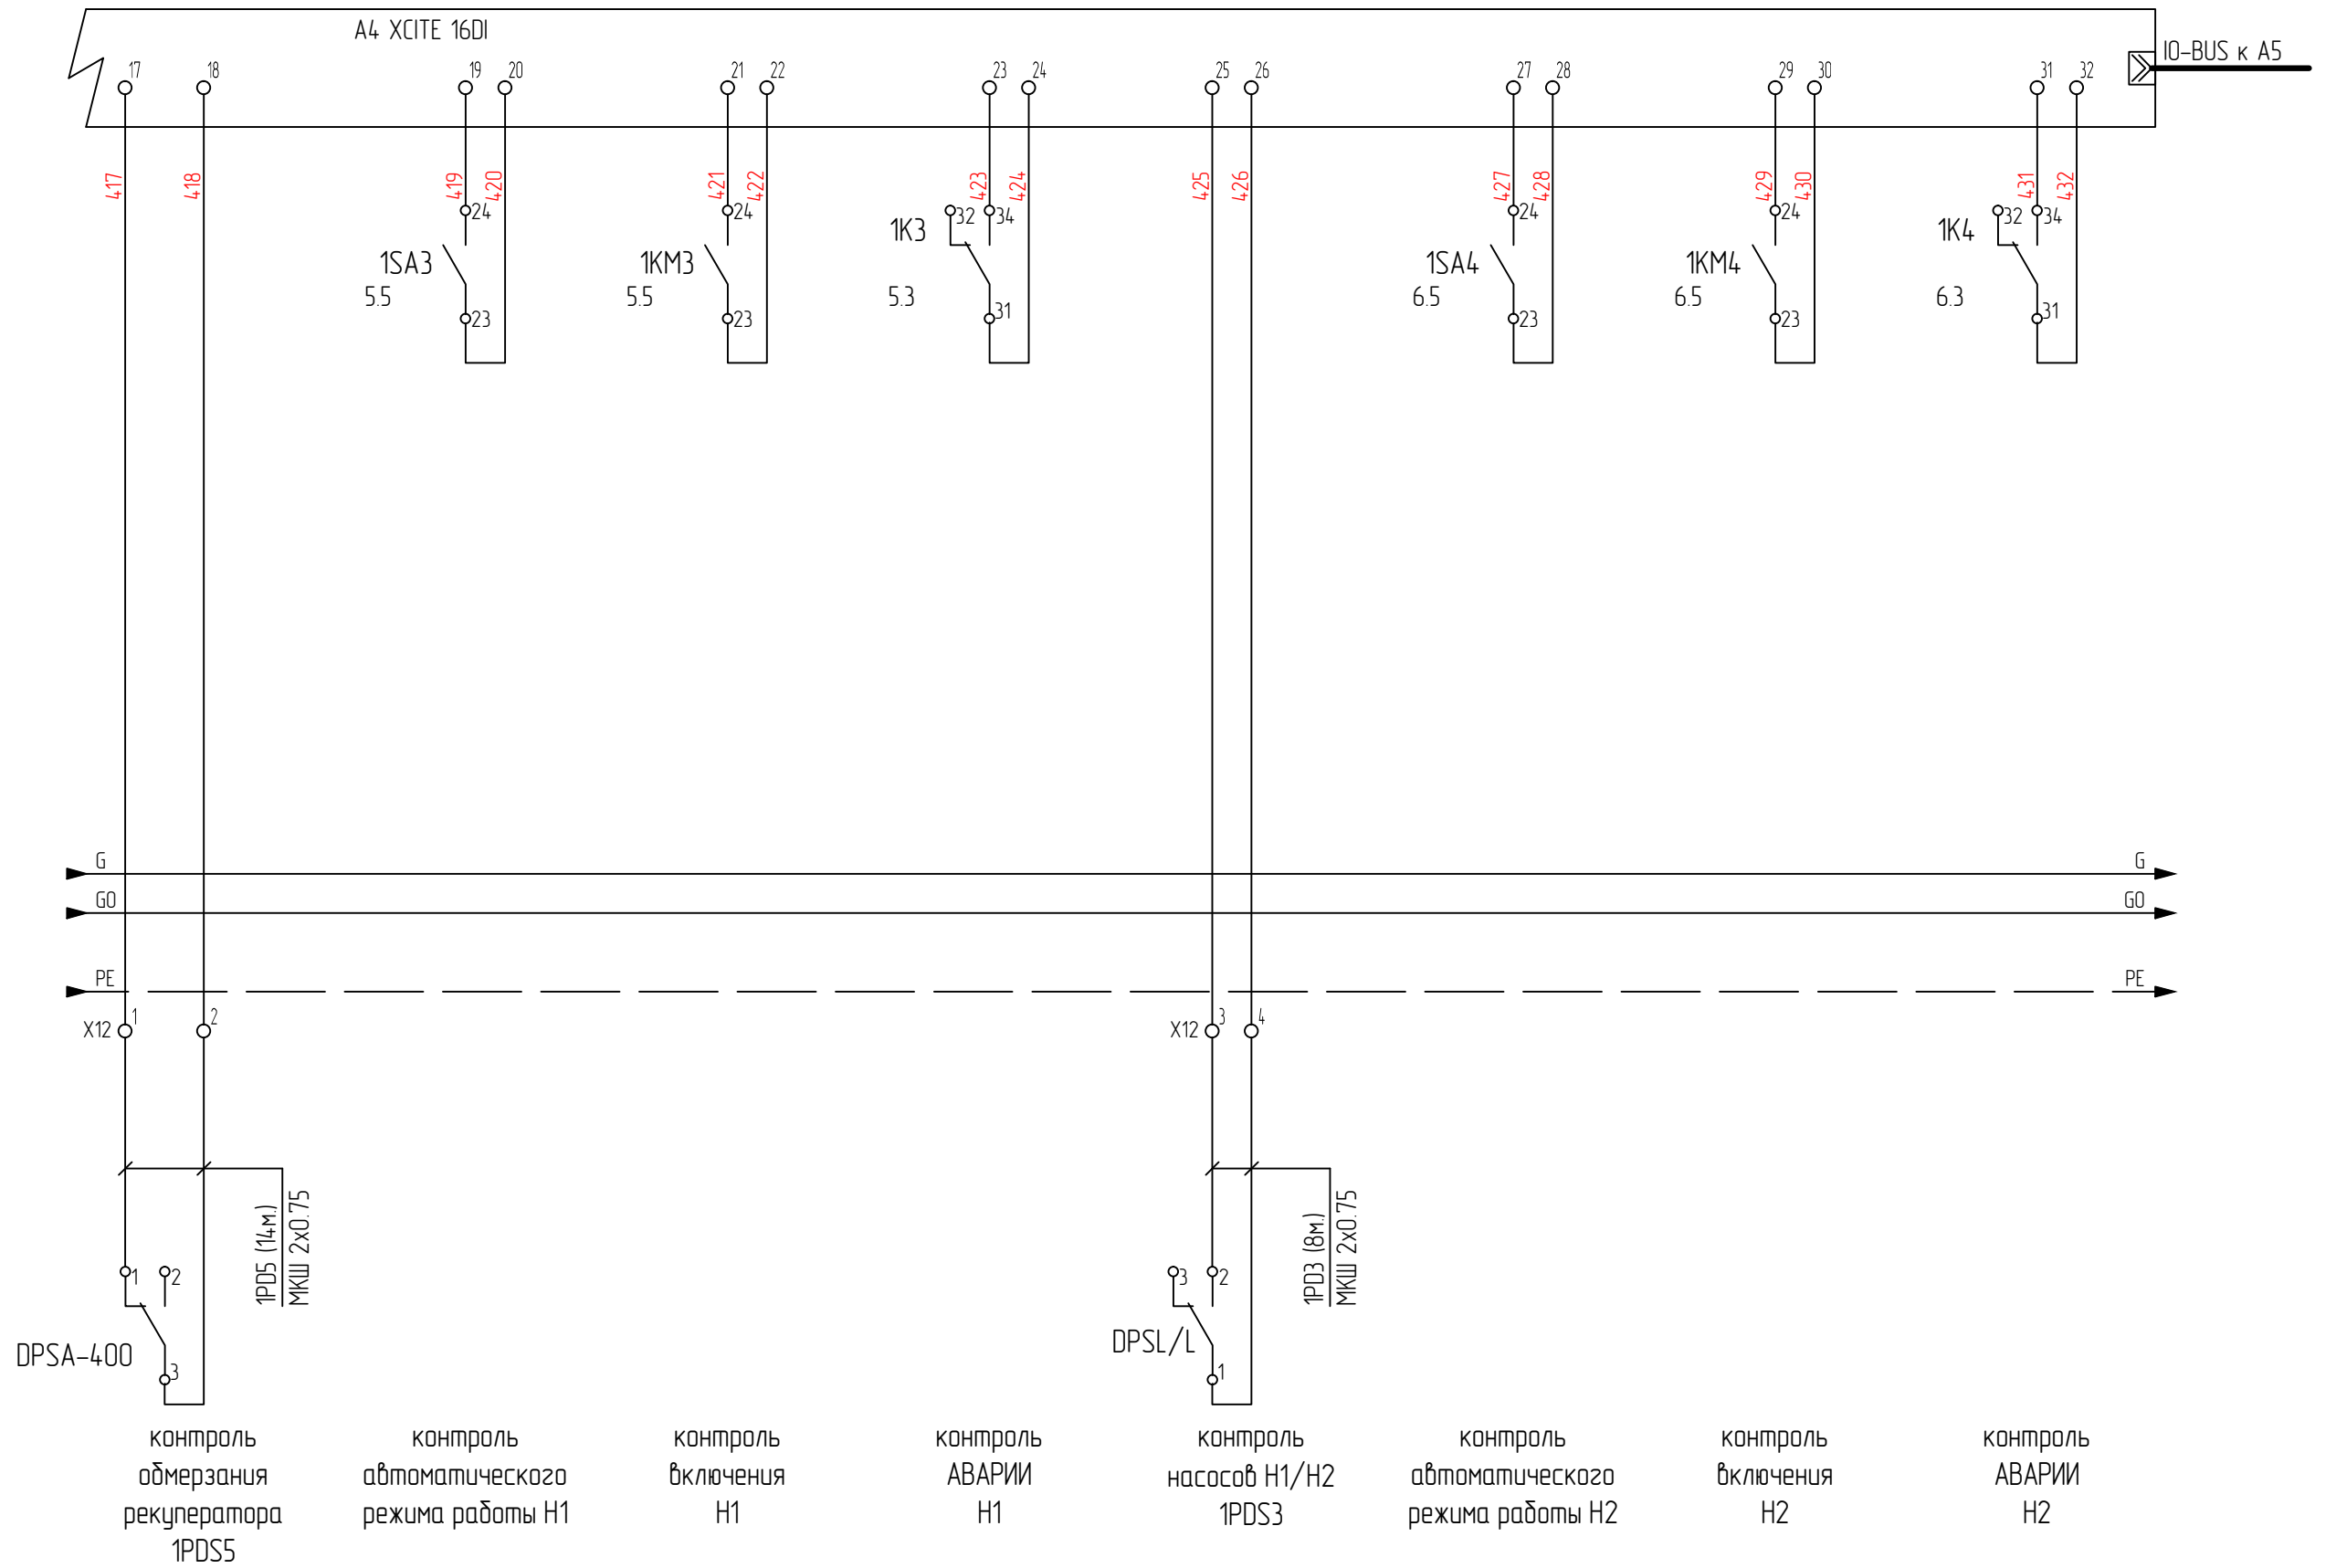 A4 XCITE 16DI
IO-BUS к А5
17
18
19
20
21
22
23
24
25
26
27
28
29
30
31
32
417
418
419
420
421
422
423
424
425
426
427
428
429
430
431
432
24
24
32
34
24
24
32
34
1K3
1K4
1SA3
1KM3
1SA4
1KM4
5.5
5.5
5.3
6.5
6.5
6.3
23
23
31
23
23
31
G
G
G0
G0
PE
PE
X12
1
2
X12
3
4
1PD5 (14м.)
МКШ 2x0.75
1PD3 (8м.)
МКШ 2x0.75
1
2
3
2
DPSA-400
3
DPSL/L
1
контроль
обмерзания
рекуператора
1PDS5
контроль
автоматического
режима работы Н1
контроль
включения
Н1
контроль
АВАРИИ
Н1
контроль
насосов Н1/Н2
1PDS3
контроль
автоматического
режима работы Н2
контроль
включения
Н2
контроль
АВАРИИ
Н2